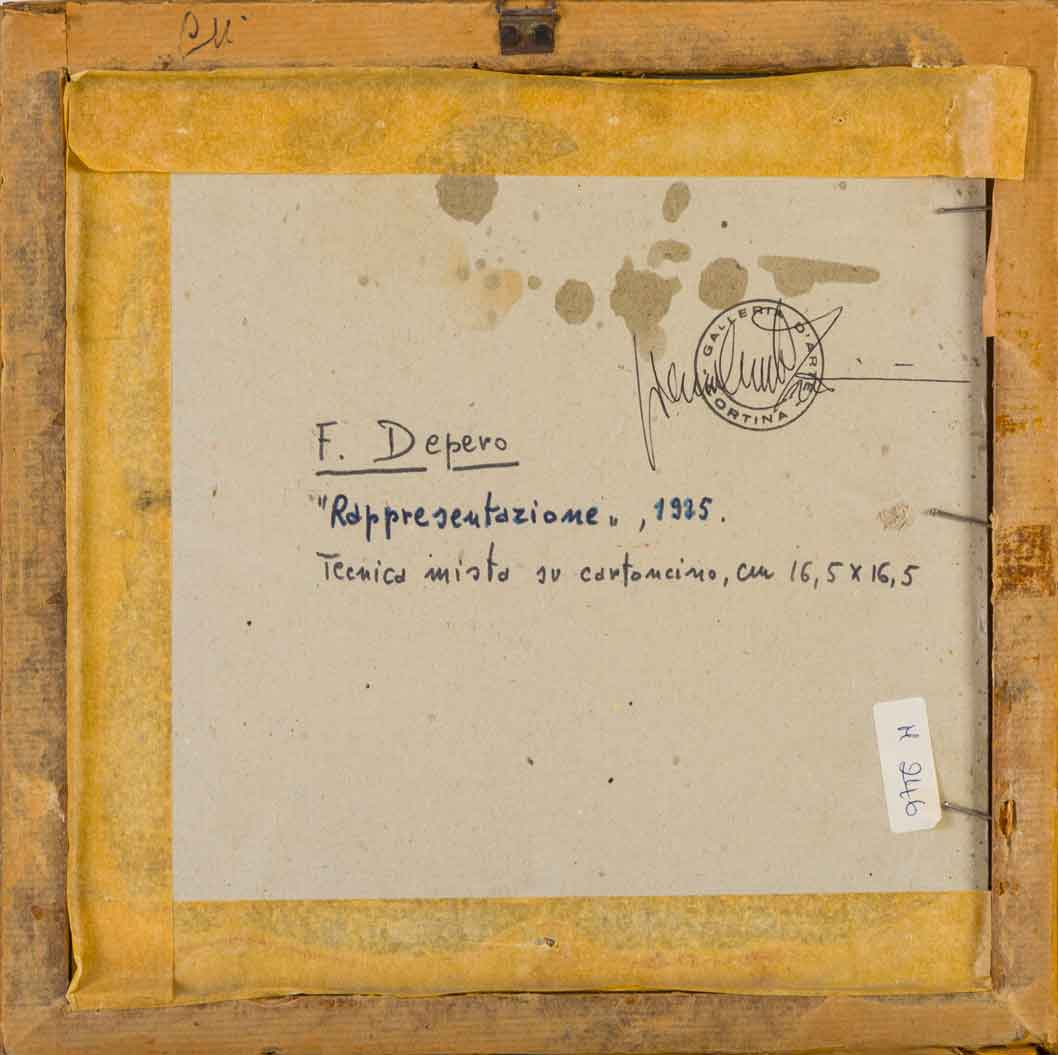 GALLERIA D'ARTE
CORTINA
F. Depero
"Rappresentazione", 1925.
Tecnica mista su cartoncino, cm 16,5 x 16,5
N 946